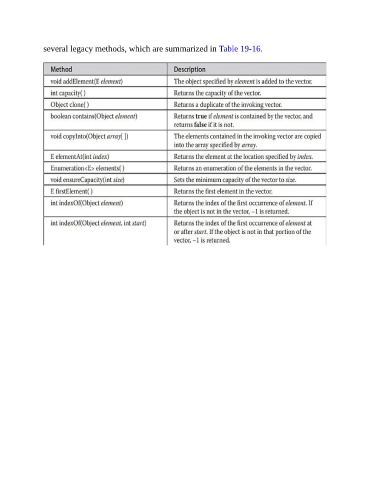 several legacy methods, which are summarized in Table 19-16.
Method Description
void addElement(E element) The object specified by element is added to the vector.
int capacity( ) Returns the capacity of the vector.
Object clone( ) Returns a duplicate of the invoking vector.
boolean contains(Object element) Returns true if element is contained by the vector, and
returns false if it is not.
void copyInto(Object array[ ]) The elements contained in the invoking vector are copied
into the array specified by array.
E elementAt(int index) Returns the element at the location specified by index.
Enumeration<E> elements( ) Returns an enumeration of the elements in the vector.
void ensureCapacity(int size) Sets the minimum capacity of the vector to size.
E firstElement( ) Returns the first element in the vector.
int indexOf(Object element) Returns the index of the first occurrence of element. If
the object is not in the vector, –1 is returned.
int indexOf(Object element, int start) Returns the index of the first occurrence of element at
or after start. If the object is not in that portion of the
vector, –1 is returned.